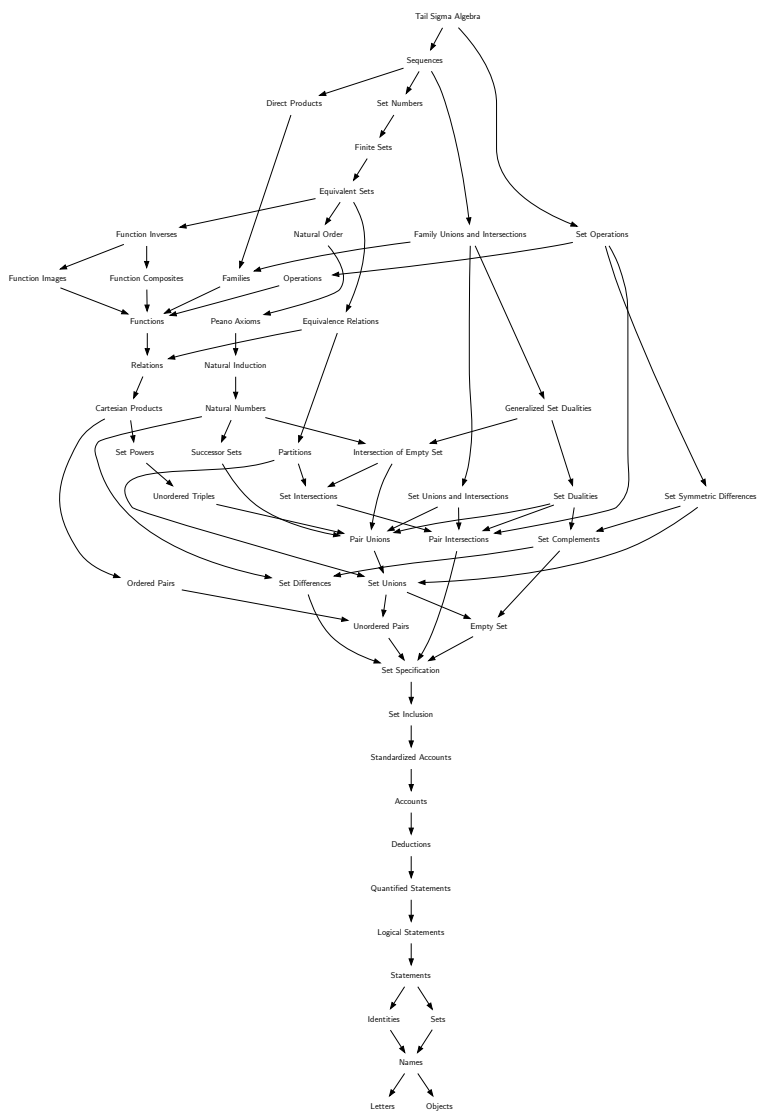 Tail Sigma Algebra
Sequences
Direct Products
Set Numbers
Finite Sets
Equivalent Sets
Function Inverses
Natural Order
Family Unions and Intersections
Set Operations
Function Images
Function Composites
Families
Operations
Functions
Peano Axioms
Equivalence Relations
Relations
Natural Induction
Cartesian Products
Natural Numbers
Generalized Set Dualities
Set Powers
Successor Sets
Partitions
Intersection of Empty Set
Unordered Triples
Set Intersections
Set Unions and Intersections
Set Dualities
Set Symmetric Differences
Pair Unions
Pair Intersections
Set Complements
Ordered Pairs
Set Differences
Set Unions
Unordered Pairs
Empty Set
Set Specification
Set Inclusion
Standardized Accounts
Accounts
Deductions
Quantified Statements
Logical Statements
Statements
Identities
Sets
Names
Letters
Objects